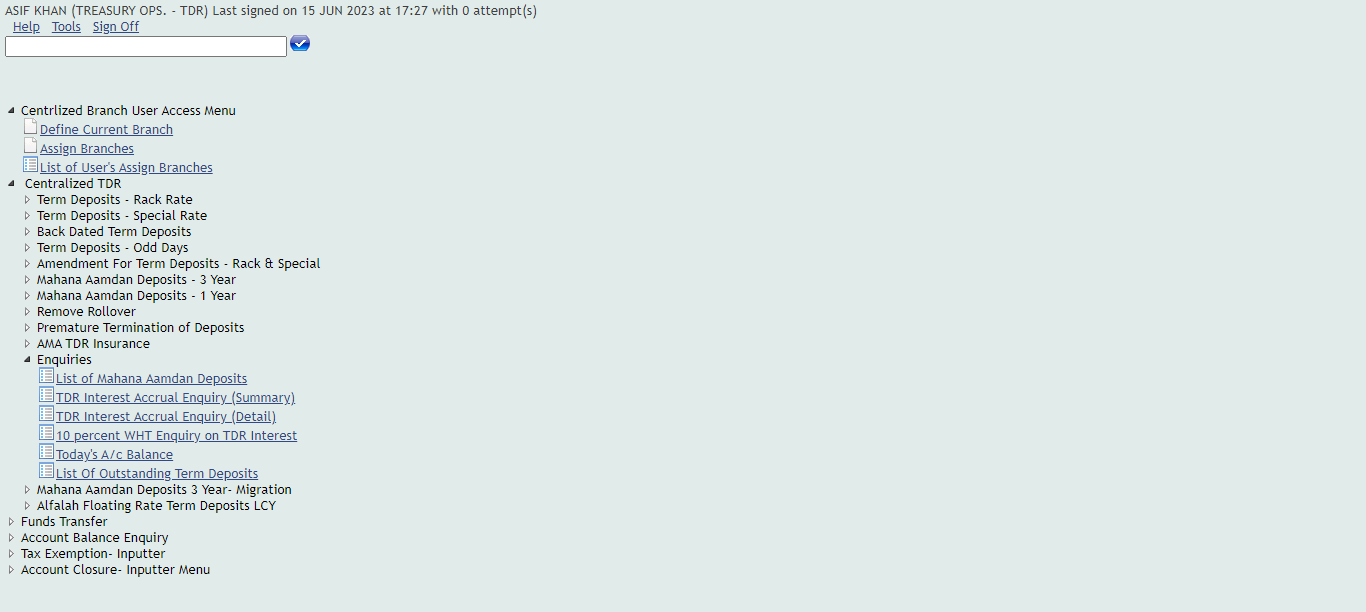 ASIF KHAN (TREASURY OPS. - TDR) Last signed on 15 JUN 2023 at 17:27 with 0 attempt(s)
Help Tools Sign Off
Centrlized Branch User Access Menu
Define Current Branch
Assign Branches
List of User's Assign Branches
Centralized TDR
Term Deposits - Rack Rate
Term Deposits - Special Rate
Back Dated Term Deposits
Term Deposits - Odd Days
Amendment For Term Deposits - Rack & Special
Mahana Aamdan Deposits - 3 Year
Mahana Aamdan Deposits - 1 Year
Remove Rollover
Premature Termination of Deposits
AMA TDR Insurance
Enquiries
List of Mahana Aamdan Deposits
TDR Interest Accrual Enquiry (Summary)
TDR Interest Accrual Enquiry (Detail)
10 percent WHT Enquiry on TDR Interest
Today's A/c Balance
List Of Outstanding Term Deposits
Mahana Aamdan Deposits 3 Year- Migration
Alfalah Floating Rate Term Deposits LCY
Funds Transfer
Account Balance Enquiry
Tax Exemption- Inputter
Account Closure- Inputter Menu